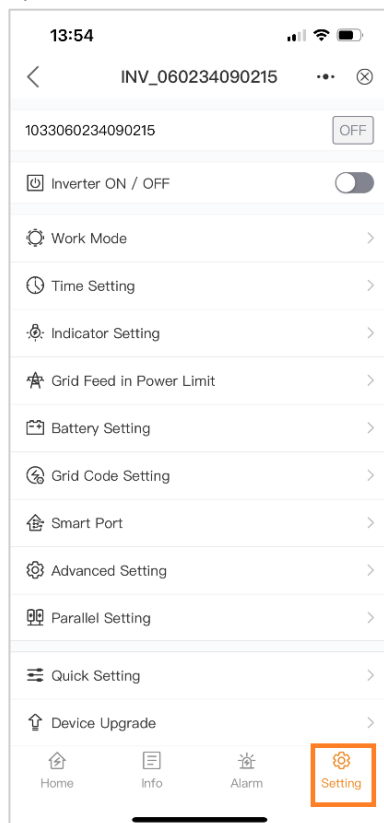 13:54
INV_060234090215
1033060234090215 OFF
Inverter ON / OFF
Work Mode
Time Setting
Indicator Setting
Grid Feed in Power Limit
Battery Setting
Grid Code Setting
Smart Port
Advanced Setting
Parallel Setting
Quick Setting
Device Upgrade
Home Info Alarm Setting